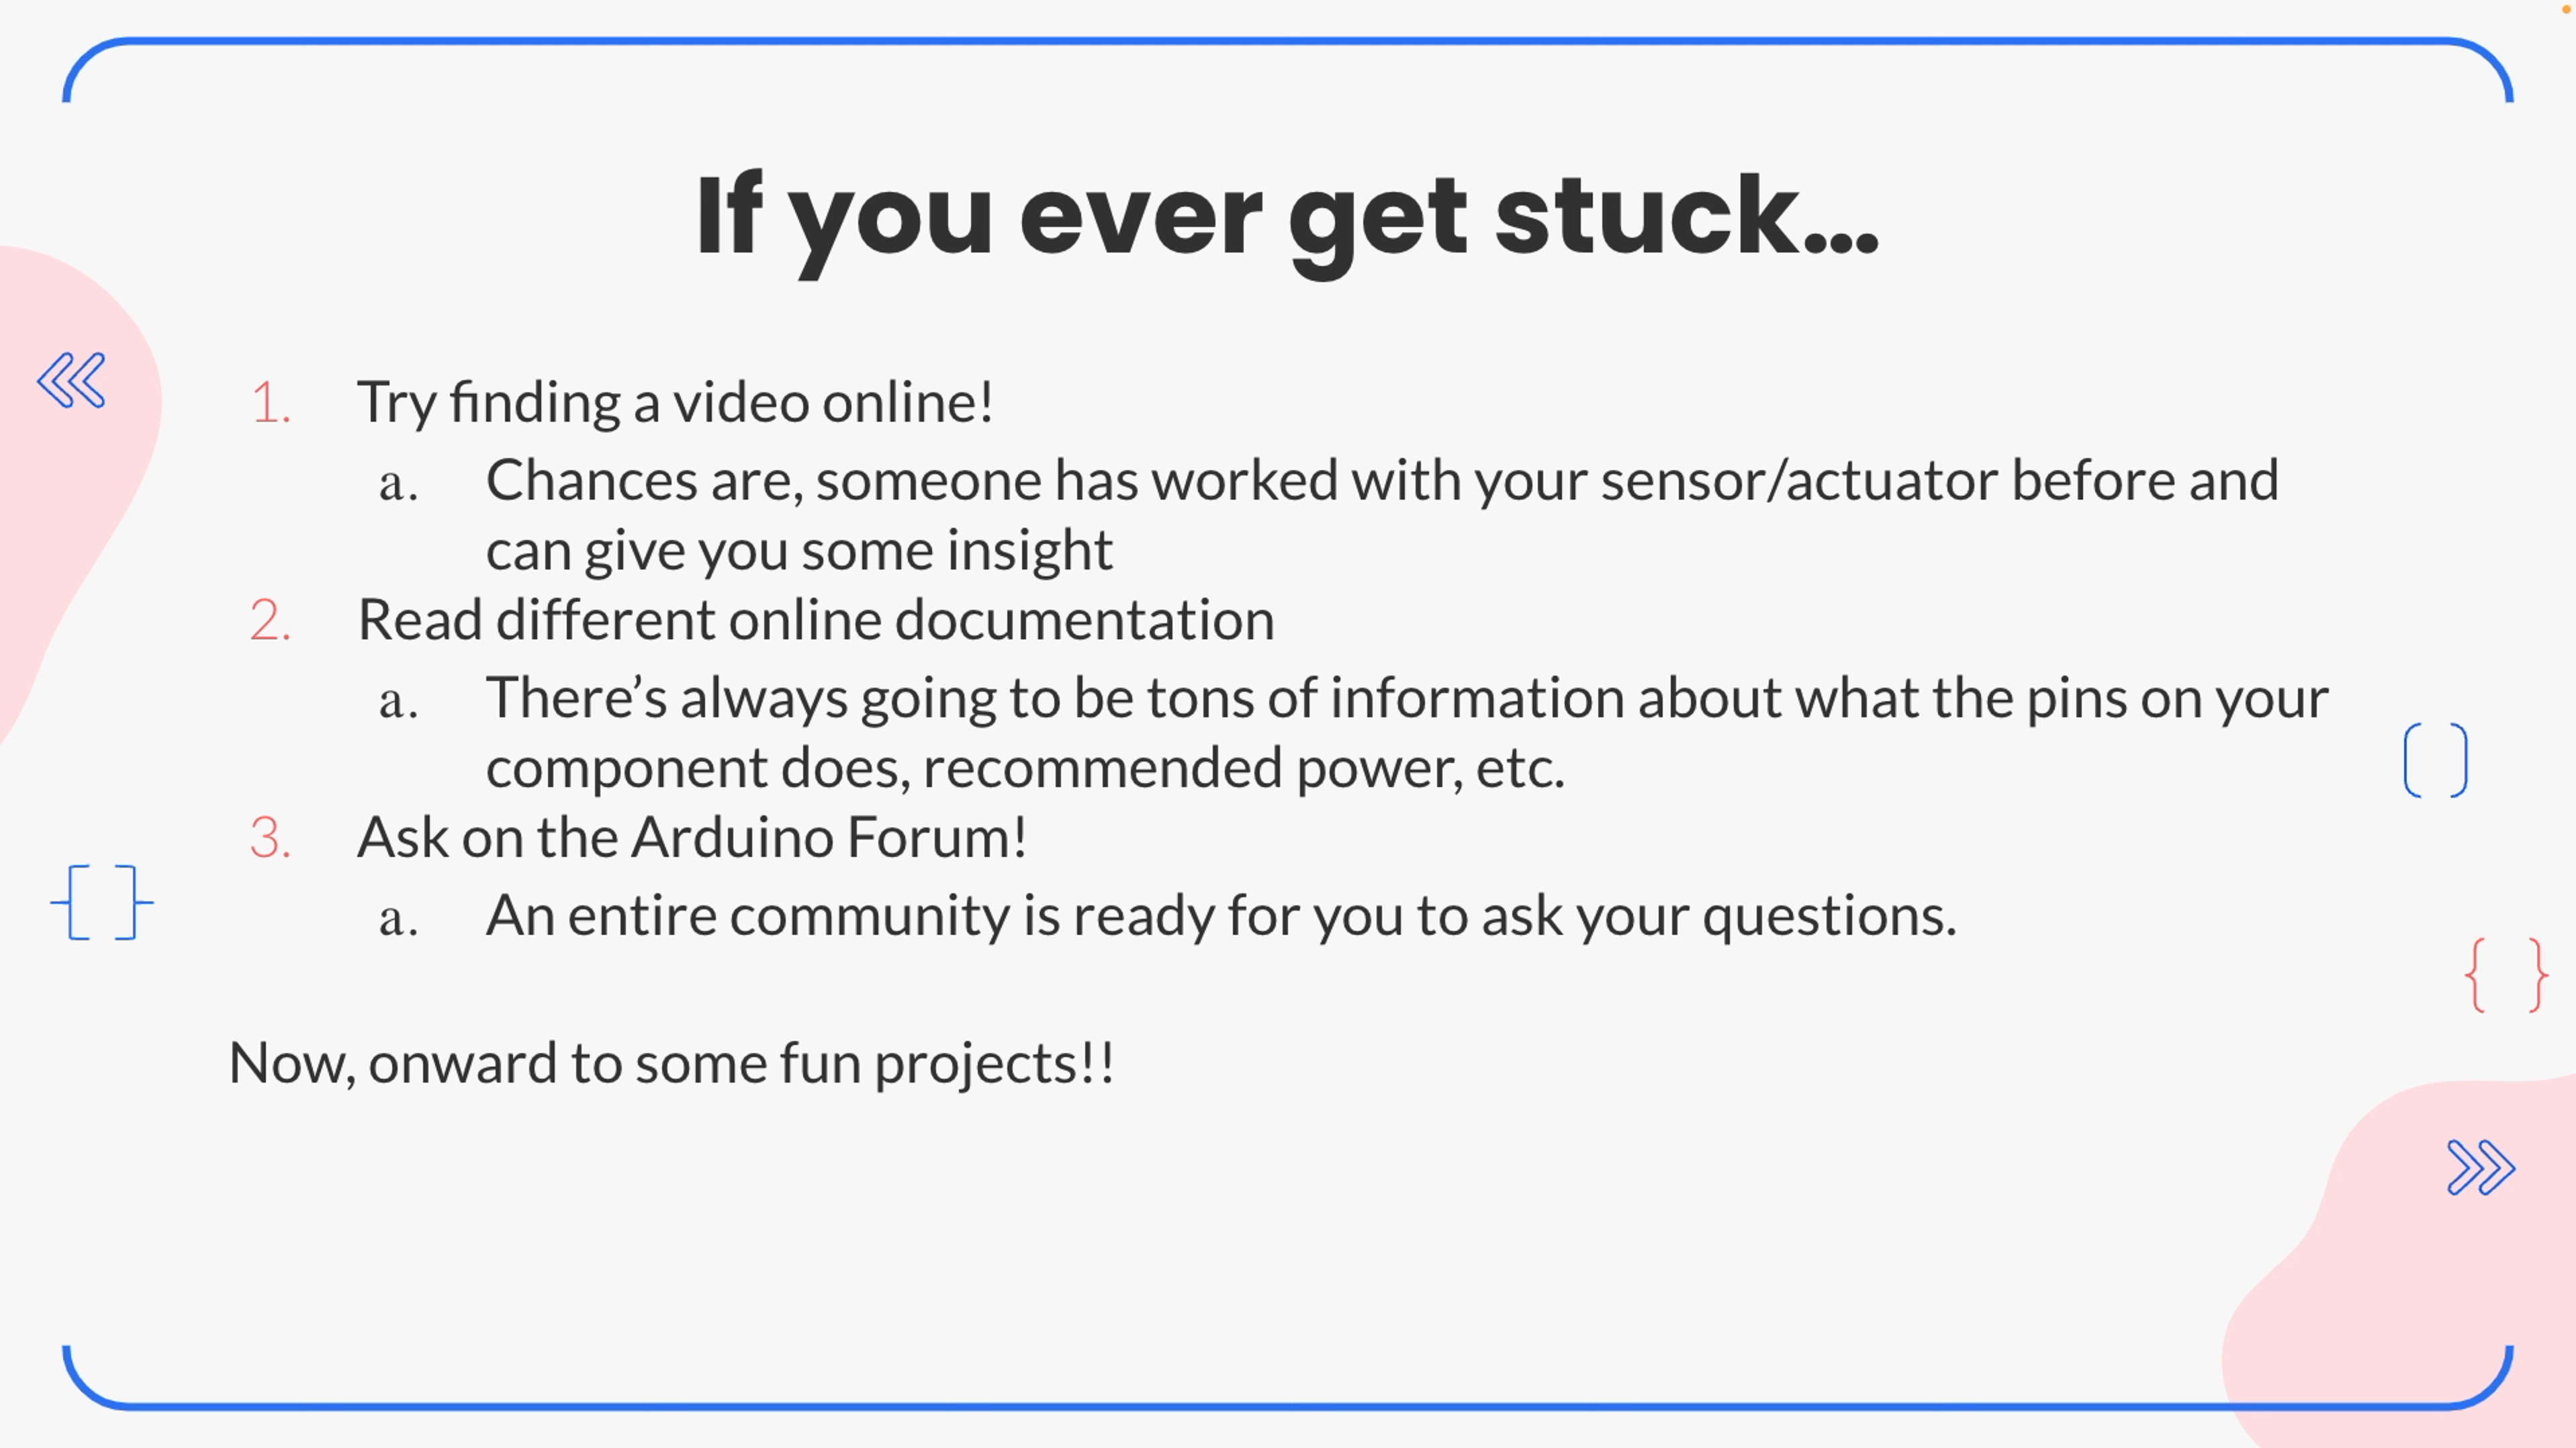 If you ever get stuck…
1. Try finding a video online!
a. Chances are, someone has worked with your sensor/actuator before and
can give you some insight
2. Read different online documentation
a. There’s always going to be tons of information about what the pins on your
component does, recommended power, etc.
3. Ask on the Arduino Forum!
a. An entire community is ready for you to ask your questions.
Now, onward to some fun projects!!